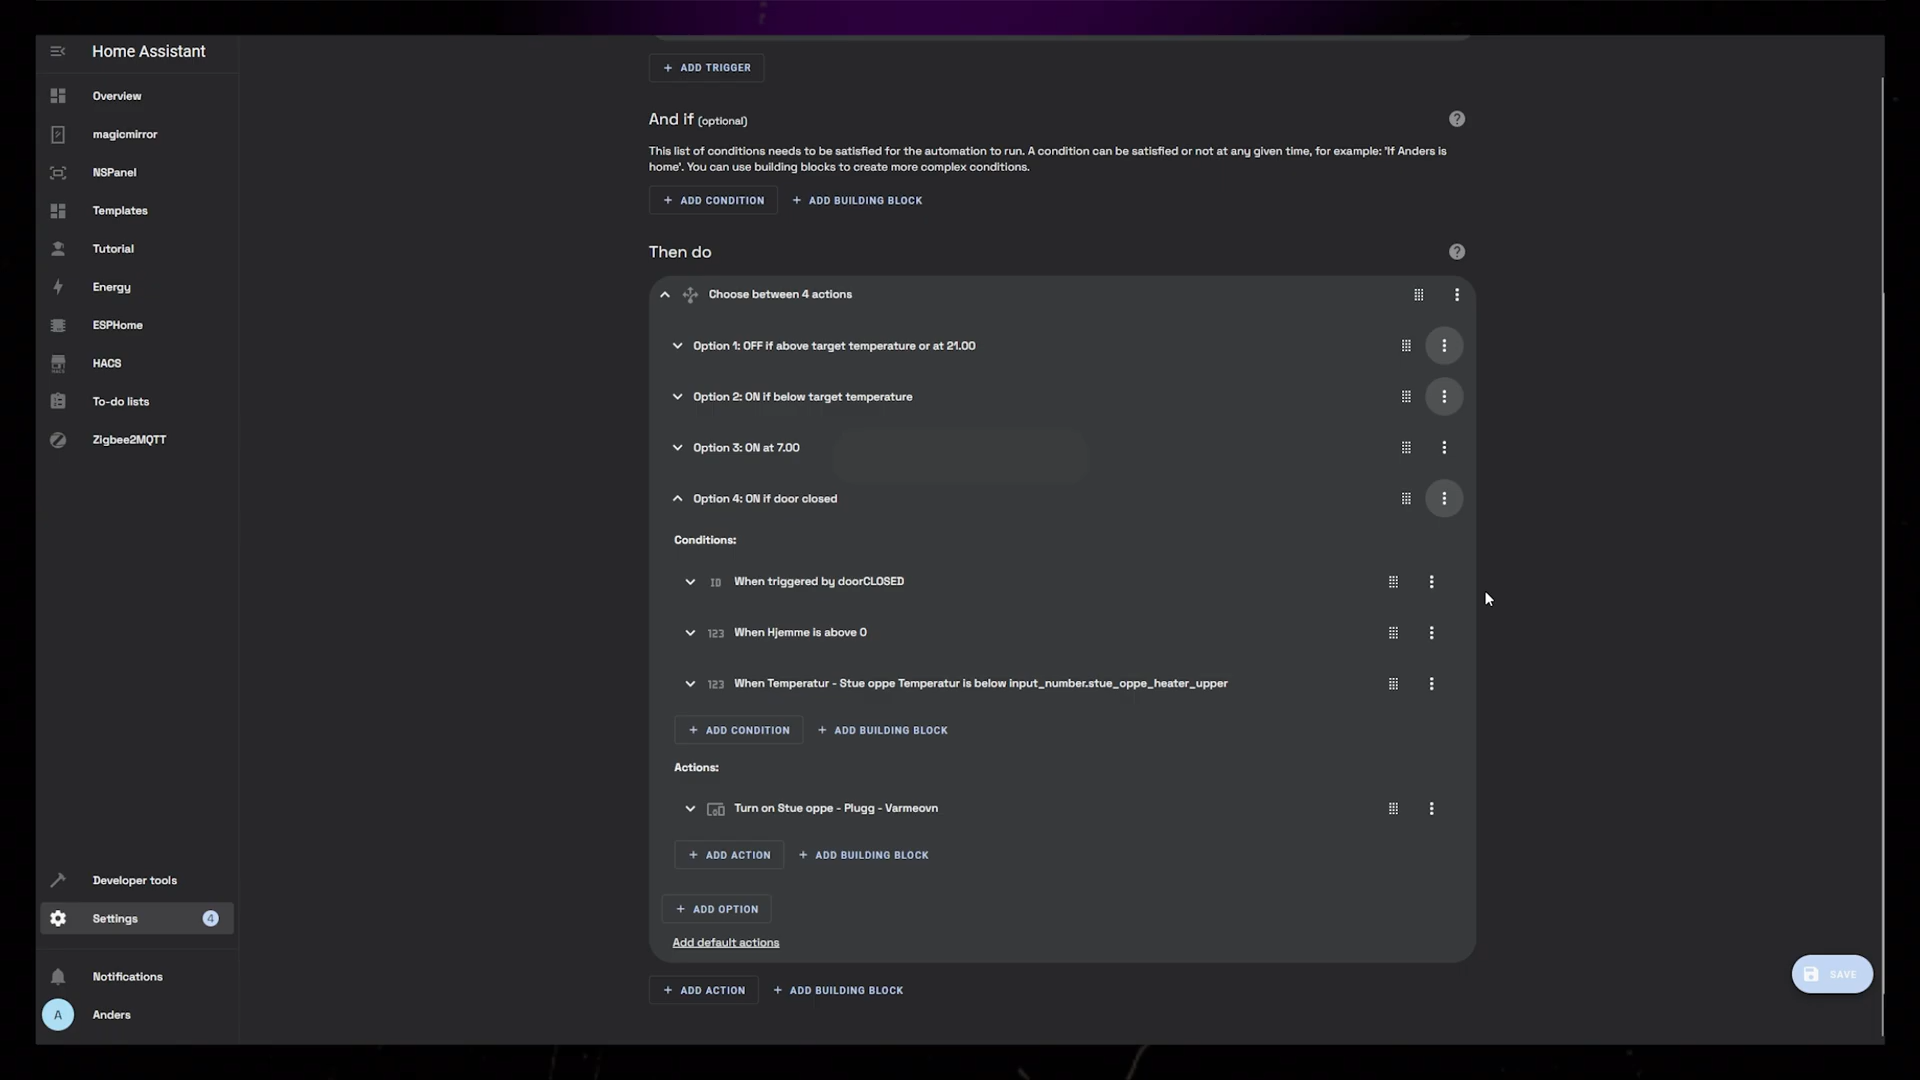 Home Assistant
Overview
magicmirror
NSPanel
Templates
Tutorial
Energy
ESPHome
HACS
HACS
To-do lists
Zigbee2MQTT
Developer tools
Settings
4
Notifications
A
Anders
+ ADD TRIGGER
And if (optional)
?
This list of conditions needs to be satisfied for the automation to run. A condition can be satisfied or not at any given time, for example: 'If Anders is
home'. You can use building blocks to create more complex conditions.
+ ADD CONDITION + ADD BUILDING BLOCK
Then do
?
Choose between 4 actions
Option 1: OFF if above target temperature or at 21.00
Option 2: ON if below target temperature
Option 3: ON at 7.00
Option 4: ON if door closed
Conditions:
ID When triggered by doorCLOSED
123 When Hjemme is above 0
123 When Temperatur - Stue oppe Temperatur is below input_number.stue_oppe_heater_upper
+ ADD CONDITION + ADD BUILDING BLOCK
Actions:
Turn on Stue oppe - Plugg - Varmeovn
+ ADD ACTION + ADD BUILDING BLOCK
+ ADD OPTION
Add default actions
+ ADD ACTION + ADD BUILDING BLOCK
SAVE